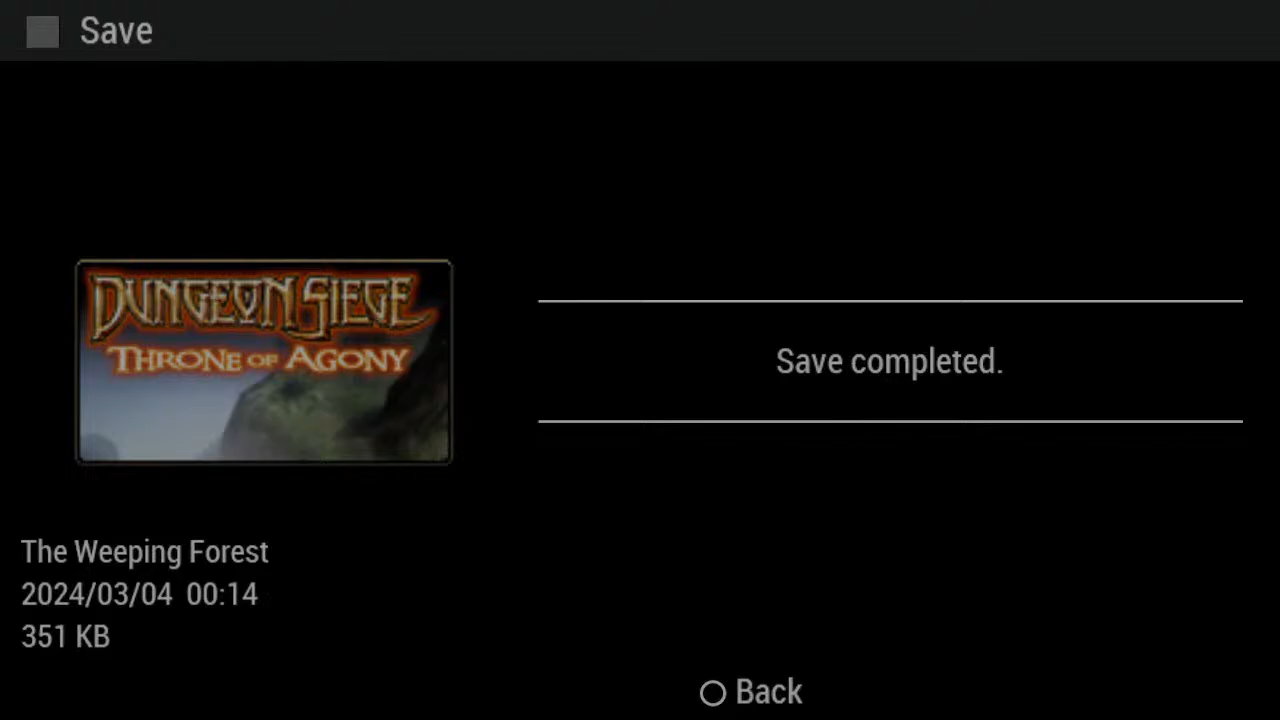 Save
DUNGEON SIEGE
THRONE OF AGONY
Save completed.
The Weeping Forest
2024/03/04 00:14
351 KB
Back